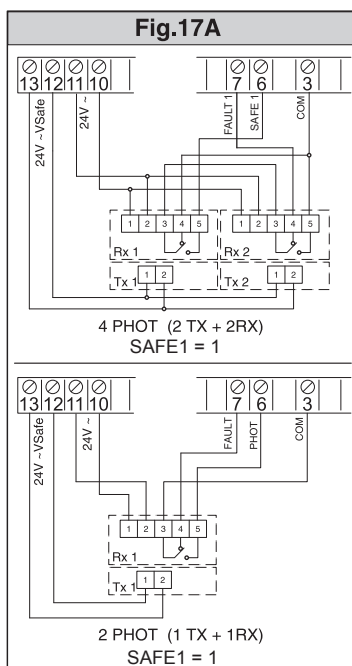 Fig.17A
13 12 11 10 7 6 3
24V ~VSafe
24V ~
FAULT 1
SAFE 1
COM
1 2 3 4 5 1 2 3 4 5
Rx 1 Rx 2
Tx 1 1 2 Tx 2 1 2
4 PHOT (2 TX + 2RX)
SAFE1 = 1
13 12 11 10 7 6 3
24V ~VSafe
24V ~
FAULT
PHOT
COM
1 2 3 4 5
Rx 1
Tx 1 1 2
2 PHOT (1 TX + 1RX)
SAFE1 = 1